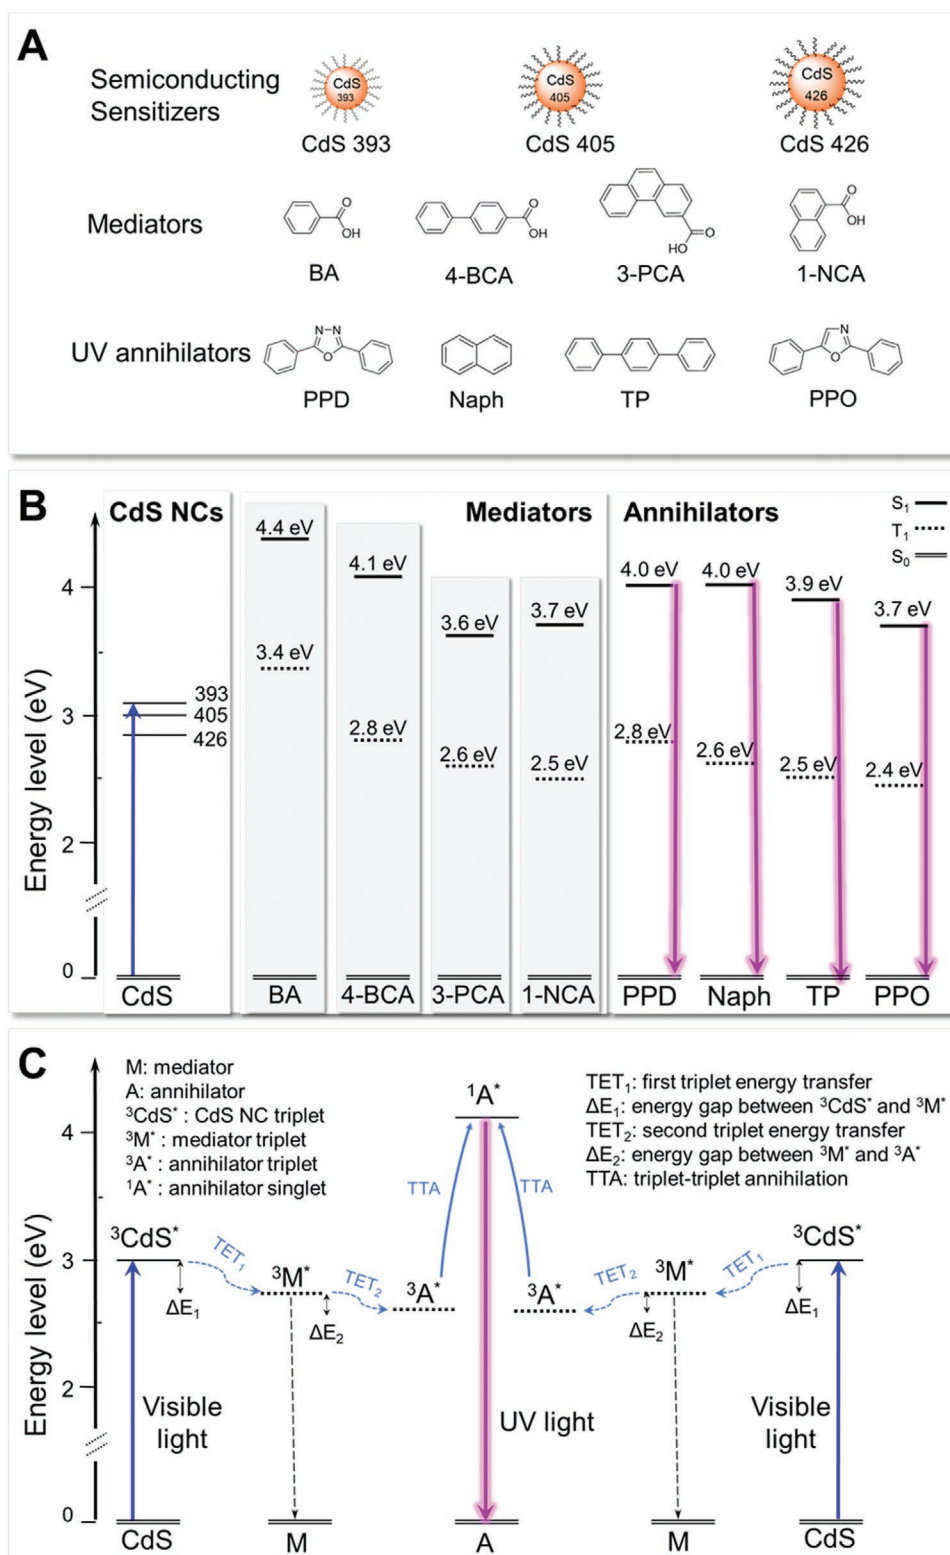 A
Semiconducting
Sensitizers
CdS
393
CdS
405
CdS
426
CdS 393
CdS 405
CdS 426
Mediators
O
OH
O
OH
HO
O
O
OH
BA
4-BCA
3-PCA
1-NCA
UV annihilators
N–N
O
N
O
PPD
Naph
TP
PPO
B
CdS NCs
Mediators
Annihilators
S₁
T₁
S₀
Energy level (eV)
4
3
2
0
393
405
426
4.4 eV
3.4 eV
4.1 eV
2.8 eV
3.6 eV
2.6 eV
3.7 eV
2.5 eV
4.0 eV
2.8 eV
4.0 eV
2.6 eV
3.9 eV
2.5 eV
3.7 eV
2.4 eV
CdS
BA
4-BCA
3-PCA
1-NCA
PPD
Naph
TP
PPO
C
M: mediator
A: annihilator
³CdS* : CdS NC triplet
³M* : mediator triplet
³A* : annihilator triplet
¹A* : annihilator singlet
TET₁: first triplet energy transfer
ΔE₁: energy gap between ³CdS* and ³M*
TET₂: second triplet energy transfer
ΔE₂: energy gap between ³M* and ³A*
TTA: triplet-triplet annihilation
Energy level (eV)
4
3
2
0
¹A*
TTA
TTA
³CdS*
TET₁
³M*
TET₂
³A*
³A*
TET₂
³M*
TET₁
³CdS*
ΔE₁
ΔE₂
ΔE₂
ΔE₁
Visible
light
UV light
Visible
light
CdS
M
A
M
CdS